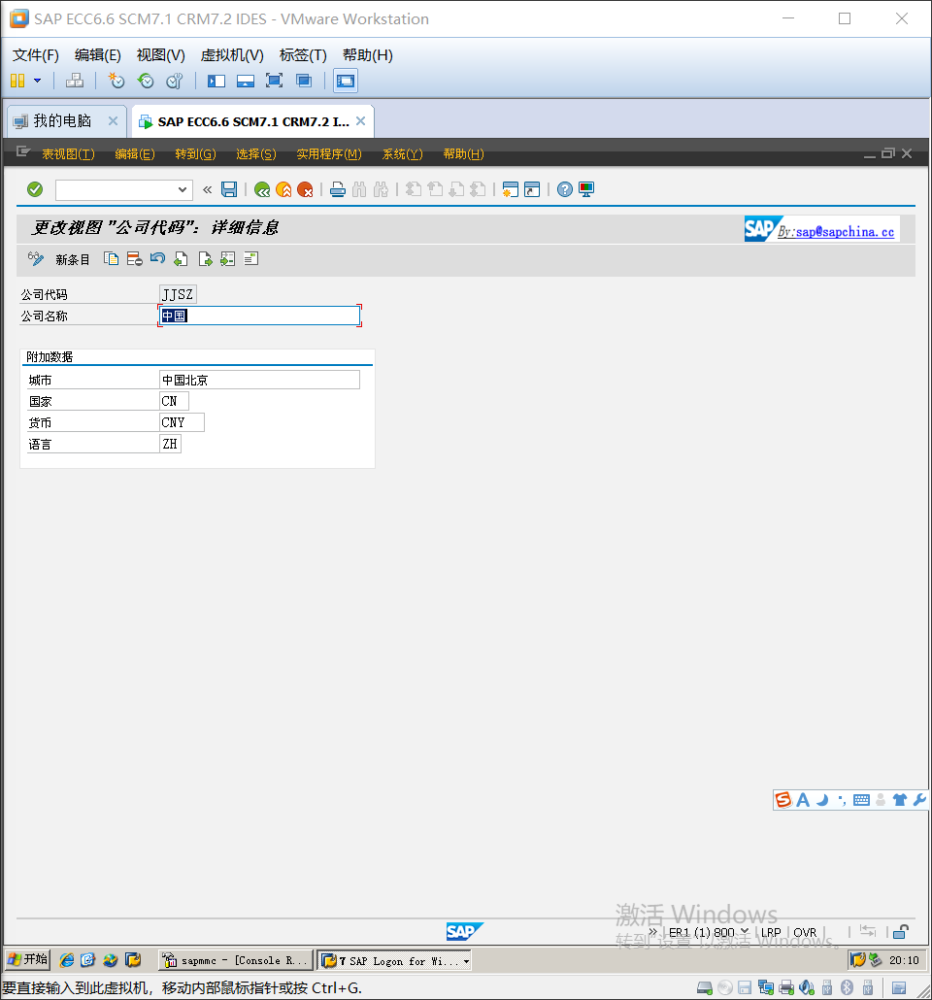 SAP ECC6.6 SCM7.1 CRM7.2 IDES - VMware Workstation
文件(F) 编辑(E) 视图(V) 虚拟机(V) 标签(T) 帮助(H)
我的电脑 SAP ECC6.6 SCM7.1 CRM7.2 I...
表视图(T) 编辑(E) 转到(G) 选择(S) 实用程序(M) 系统(Y) 帮助(H)
更改视图 "公司代码": 详细信息
SAP By:sap@sapchina.cc
新条目
公司代码 JJSZ
公司名称 中国
附加数据
城市 中国北京
国家 CN
货币 CNY
语言 ZH
激活 Windows
SAP » ER1 (1) 800 LRP OVR
转到"设置"以激活 Windows。
开始 sapmmc - [Console R... 7 SAP Logon for Wi... 20:10
要直接输入到此虚拟机，移动内部鼠标指针或按 Ctrl+G.